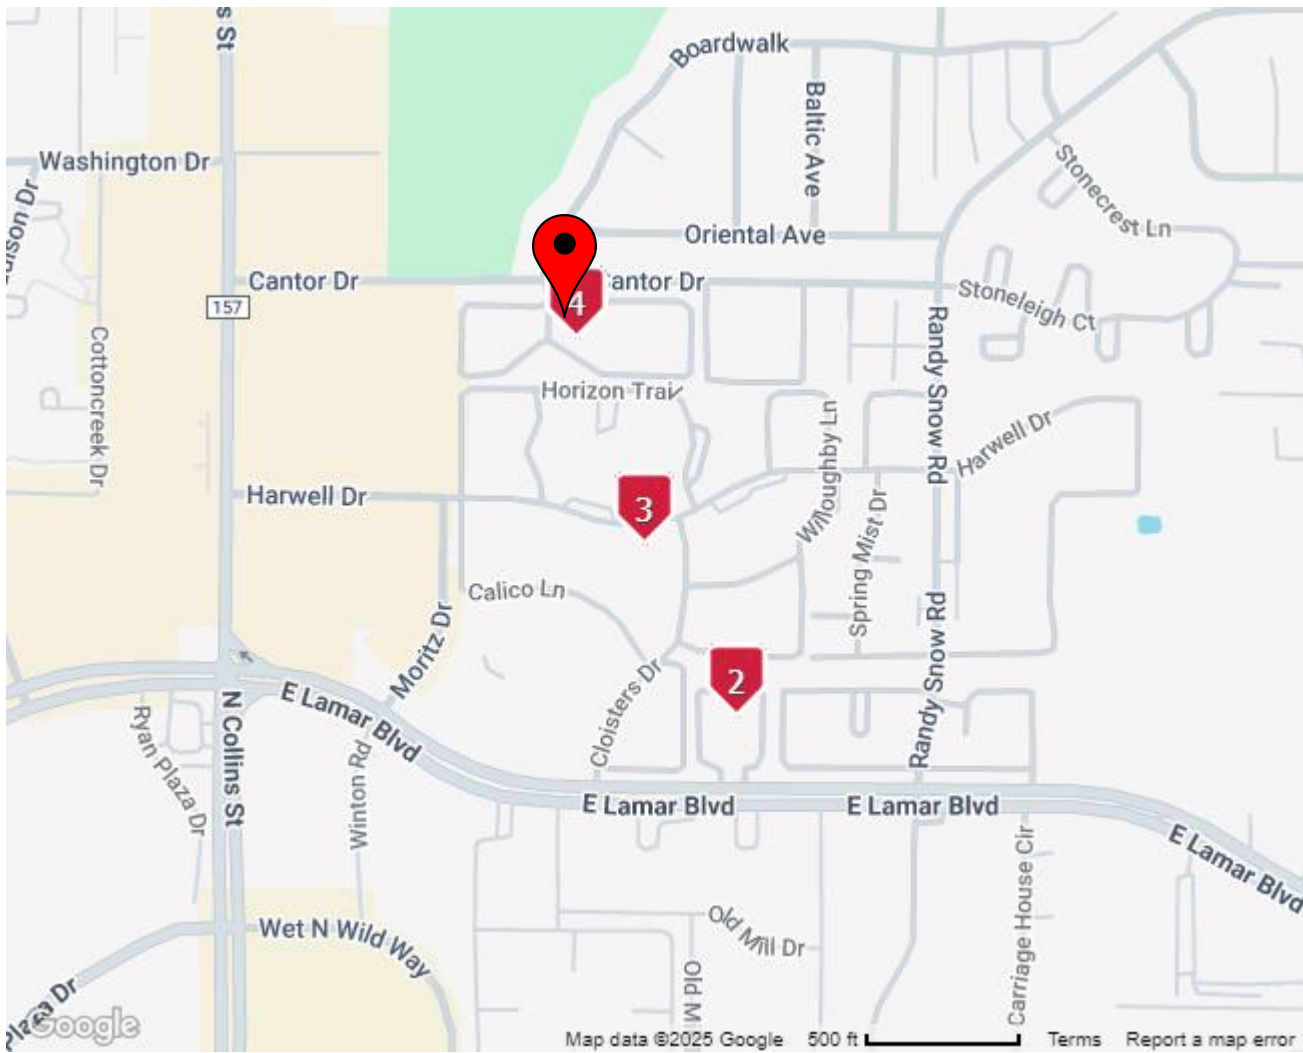 s St
Boardwalk
Baltic Ave
Washington Dr
Stonecrest Ln
Oriental Ave
Cantor Dr
antor Dr
157
4
Stoneleigh Ct
Cottoncreek Dr
Randy Snow Rd
Horizon Trai
Willoughby Ln
Harwell Dr
Harwell Dr
3
Spring Mist Dr
Calico Ln
Moritz Dr
Randy Snow Rd
2
Cloisters Dr
E Lamar Blvd
N Collins St
Ryan Plaza Dr
Winton Rd
E Lamar Blvd
E Lamar Blvd
E Lamar Blvd
Carriage House Cir
Wet N Wild Way
Old Mill Dr
Old Mi
Plaza Dr
Google
Map data ©2025 Google
500 ft
Terms
Report a map error